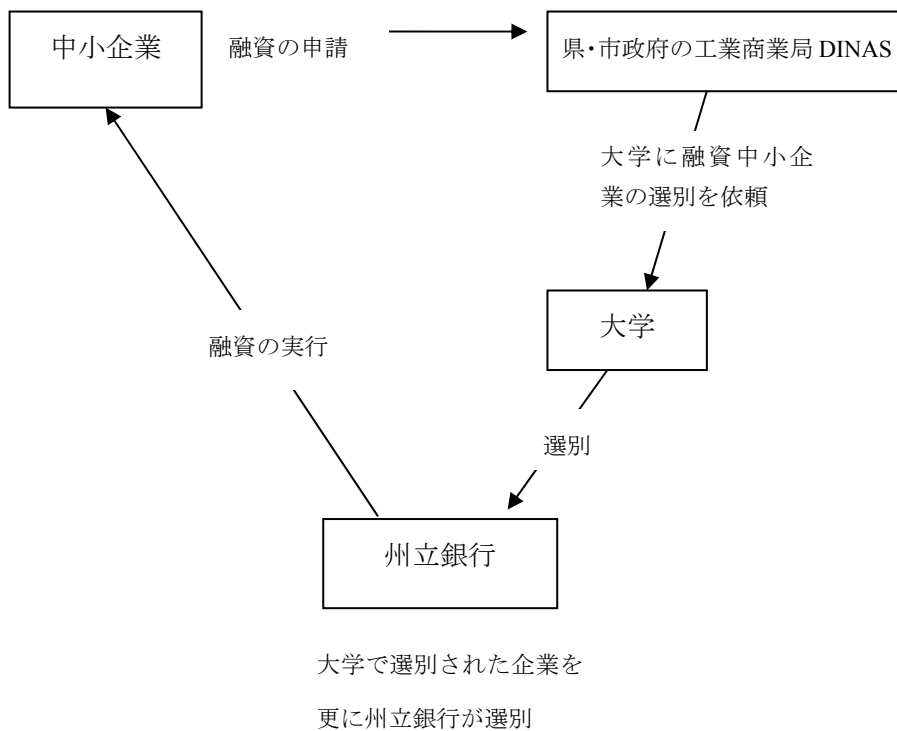 中小企業
融資の申請
県・市政府の工業商業局 DINAS
大学に融資中小企
業の選別を依頼
大学
融資の実行
選別
州立銀行
大学で選別された企業を
更に州立銀行が選別